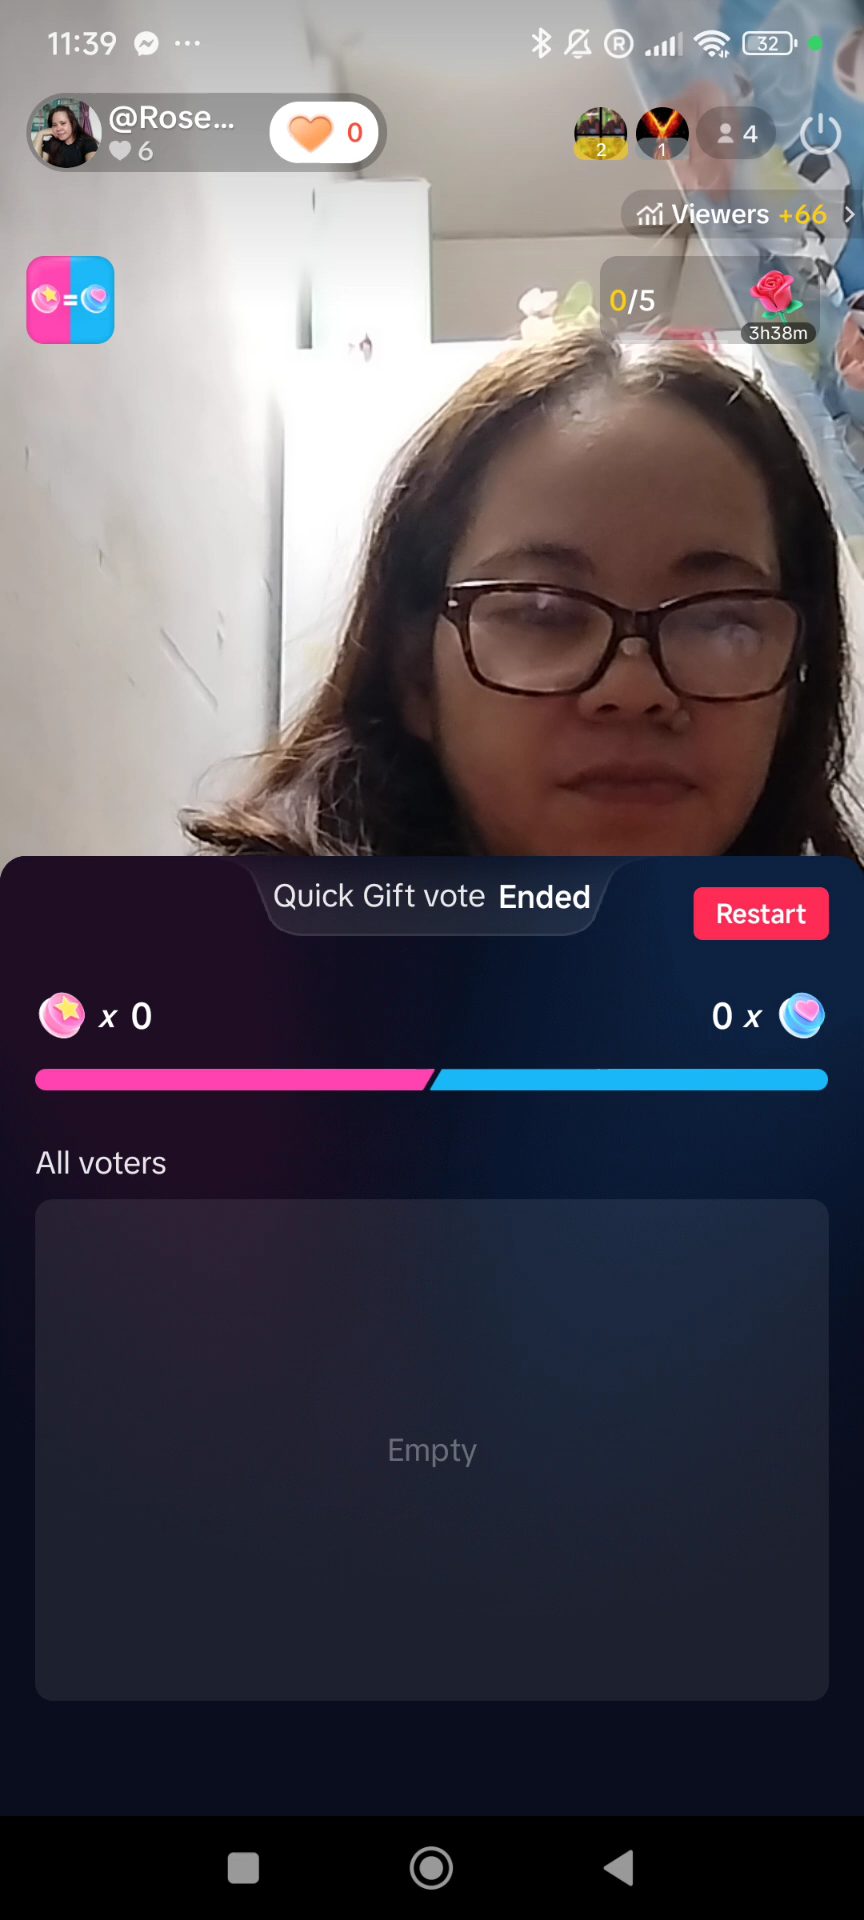 11:39
R
32
@Rose...
6
0
2
1
4
Viewers +66
0/5
3h38m
Quick Gift vote Ended
Restart
x 0
0 x
All voters
Empty